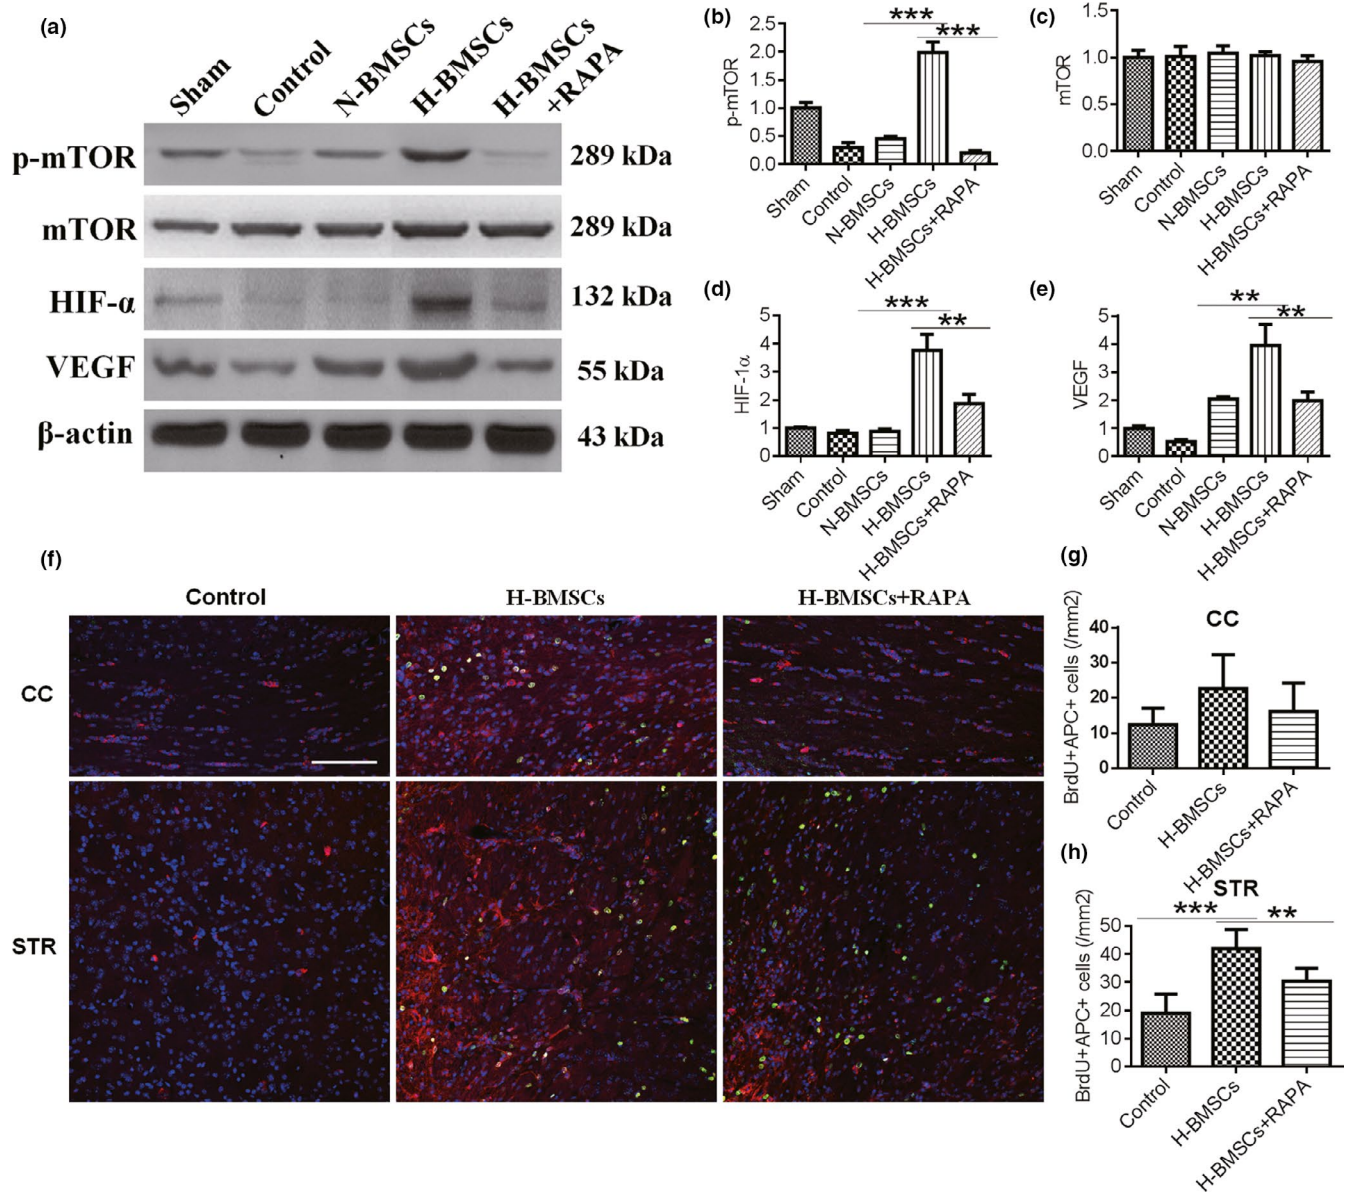 (a)
Sham
Control
N-BMSCs
H-BMSCs
H-BMSCs
+RAPA
p-mTOR
289 kDa
mTOR
289 kDa
HIF-α
132 kDa
VEGF
55 kDa
β-actin
43 kDa
(b)
***
***
p-mTOR
2.5
2.0
1.5
1.0
0.5
0.0
Sham
Control
N-BMSCs
H-BMSCs
H-BMSCs+RAPA
(c)
mTOR
1.5
1.0
0.5
0.0
Sham
Control
N-BMSCs
H-BMSCs
H-BMSCs+RAPA
(d)
***
**
HIF-1α
5
4
3
2
1
0
Sham
Control
N-BMSCs
H-BMSCs
H-BMSCs+RAPA
(e)
**
**
VEGF
5
4
3
2
1
0
Sham
Control
N-BMSCs
H-BMSCs
H-BMSCs+RAPA
(f)
Control
H-BMSCs
H-BMSCs+RAPA
CC
STR
(g)
CC
BrdU+APC+ cells (/mm2)
40
30
20
10
0
Control
H-BMSCs
H-BMSCs+RAPA
(h)
STR
***
**
BrdU+APC+ cells (/mm2)
50
40
30
20
10
0
Control
H-BMSCs
H-BMSCs+RAPA